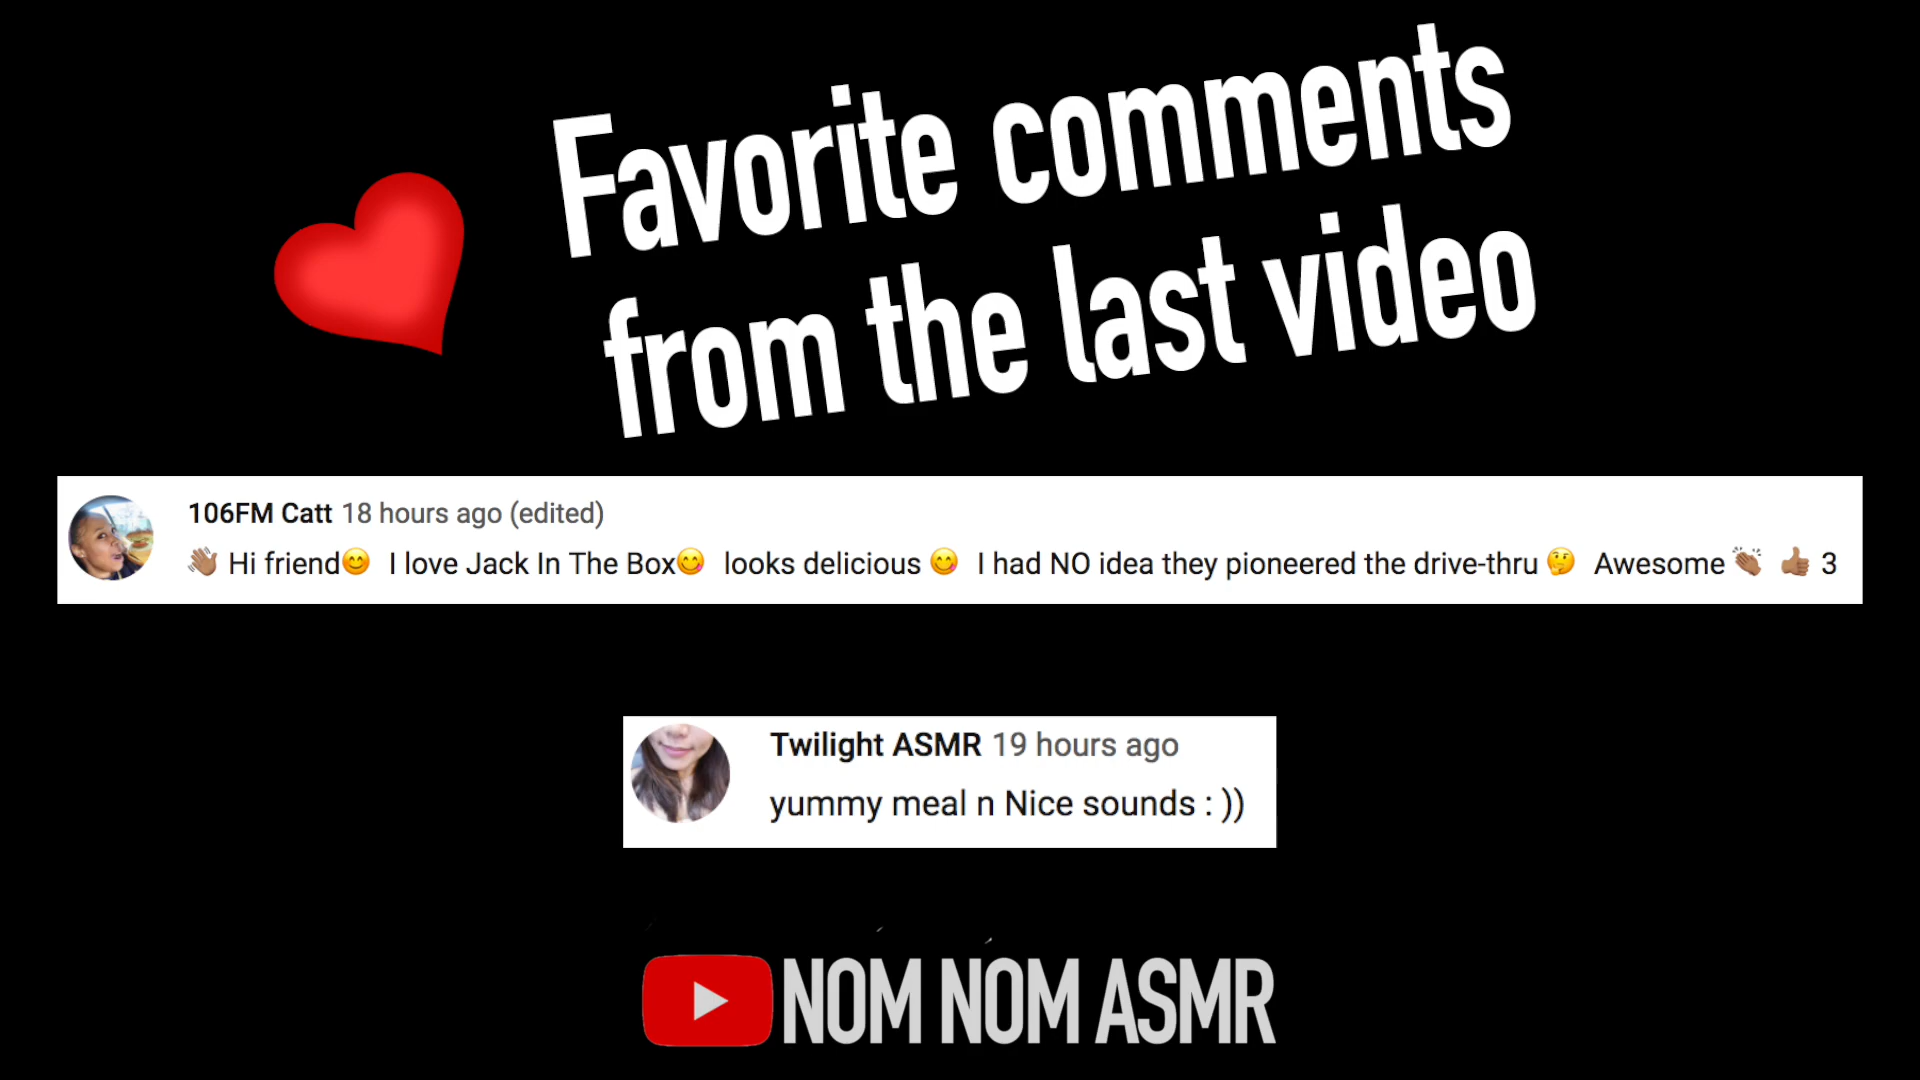 Favorite comments
from the last video
106FM Catt 18 hours ago (edited)
👋🏽 Hi friend😊 I love Jack In The Box😋 looks delicious 😋 I had NO idea they pioneered the drive-thru 🤔 Awesome 👏🏽 👍🏽 3
Twilight ASMR 19 hours ago
yummy meal n Nice sounds : ))
NOM NOM ASMR